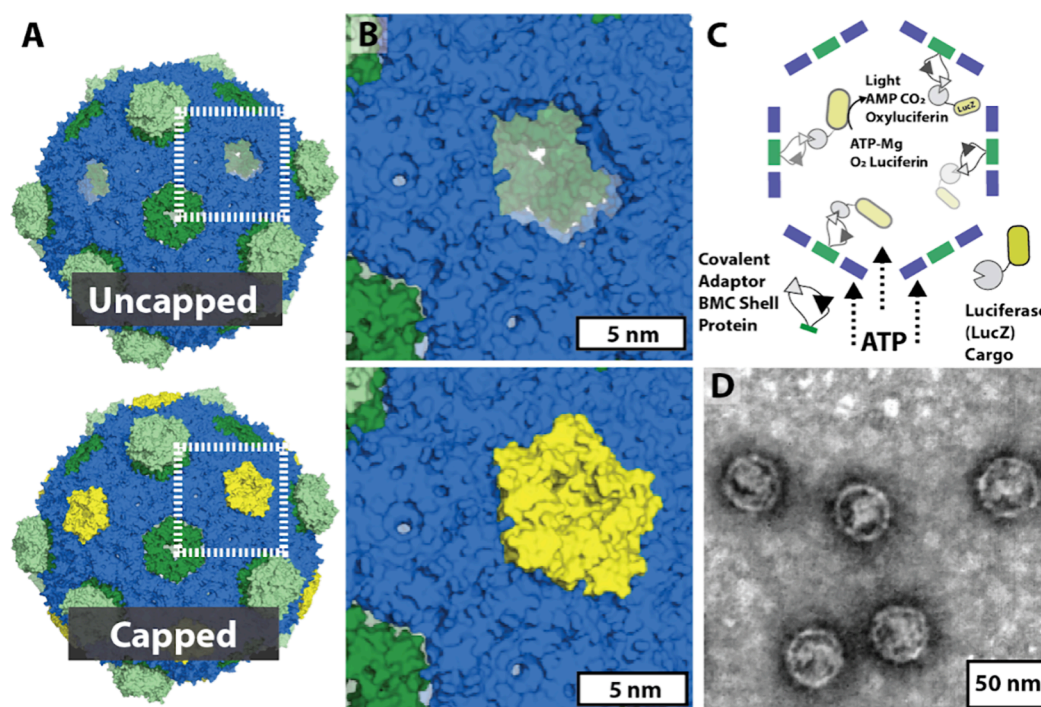 A
Uncapped
Capped
B
5 nm
5 nm
C
Light
AMP CO₂
Oxyluciferin
LucZ
ATP-Mg
O₂ Luciferin
Covalent
Adaptor
BMC Shell
Protein
ATP
Luciferase
(LucZ)
Cargo
D
50 nm